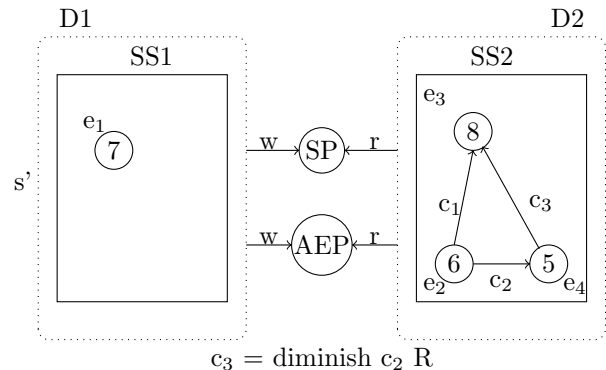 D1 D2
SS1 SS2
e₃
e₁
8
7
w SP r
s'
c₁ c₃
w AEP r
6 5
e₂ c₂ e₄
c₃ = diminish c₂ R